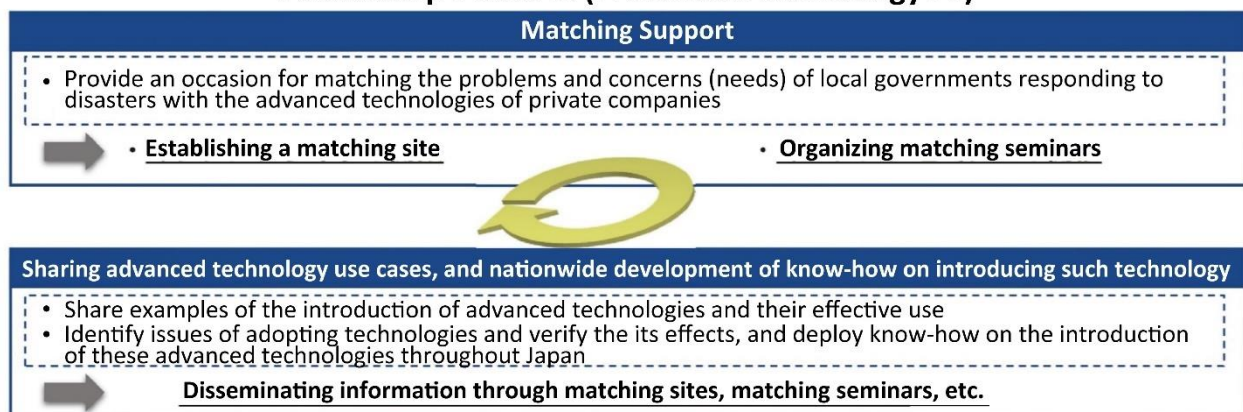 Matching Support
• Provide an occasion for matching the problems and concerns (needs) of local governments responding to
disasters with the advanced technologies of private companies
• Establishing a matching site
• Organizing matching seminars
Sharing advanced technology use cases, and nationwide development of know-how on introducing such technology
• Share examples of the introduction of advanced technologies and their effective use
• Identify issues of adopting technologies and verify the its effects, and deploy know-how on the introduction
of these advanced technologies throughout Japan
Disseminating information through matching sites, matching seminars, etc.